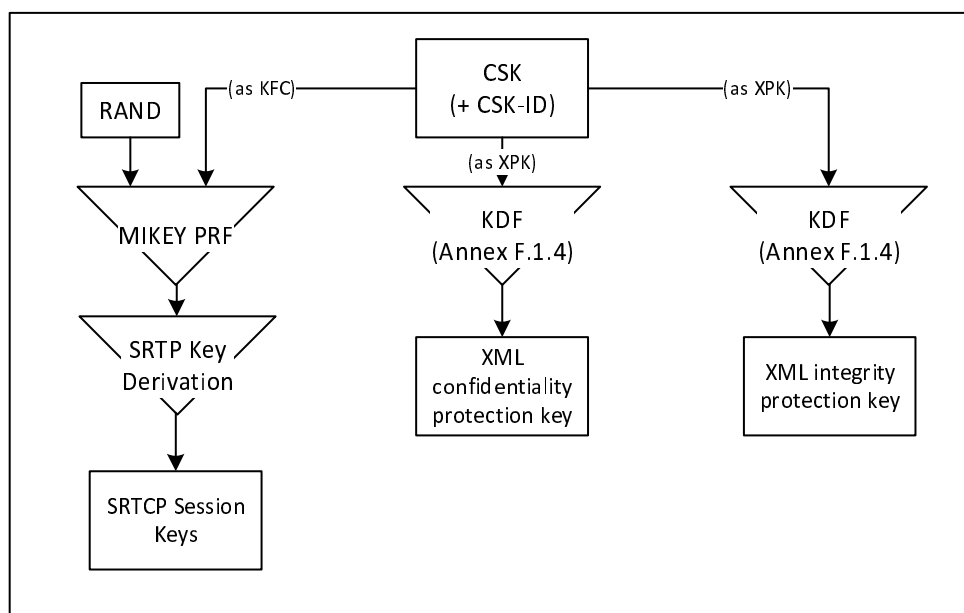 CSK
(+ CSK-ID)
(as KFC)
(as XPK)
(as XPK)
RAND
MIKEY PRF
KDF
(Annex F.1.4)
KDF
(Annex F.1.4)
SRTP Key
Derivation
XML
confidentiality
protection key
XML integrity
protection key
SRTCP Session
Keys